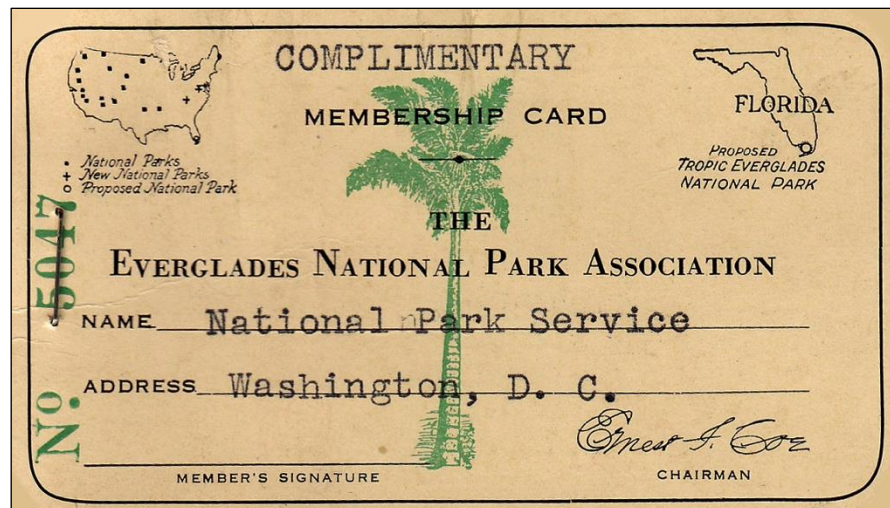 COMPLIMENTARY
MEMBERSHIP CARD
• National Parks
+ New National Parks
o Proposed National Park
FLORIDA
PROPOSED
TROPIC EVERGLADES
NATIONAL PARK
THE
EVERGLADES NATIONAL PARK ASSOCIATION
NAME National Park Service
ADDRESS Washington, D. C.
No. 5047
Ernest F. Coe
MEMBER'S SIGNATURE
CHAIRMAN